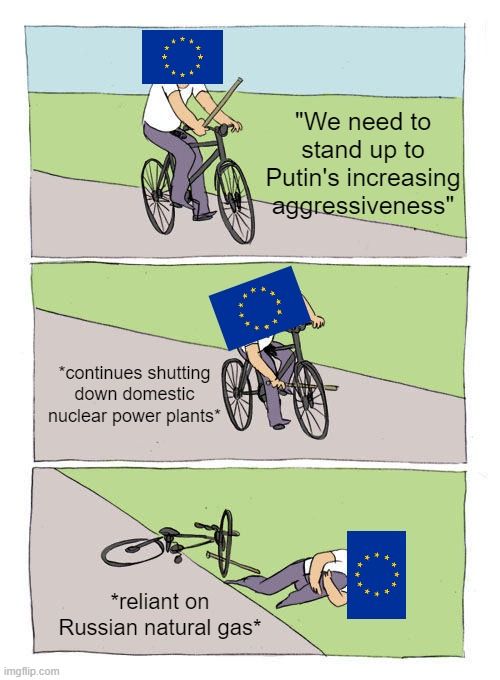 "We need to
stand up to
Putin's increasing
aggressiveness"
*continues shutting
down domestic
nuclear power plants*
*reliant on
Russian natural gas*
imgflip.com